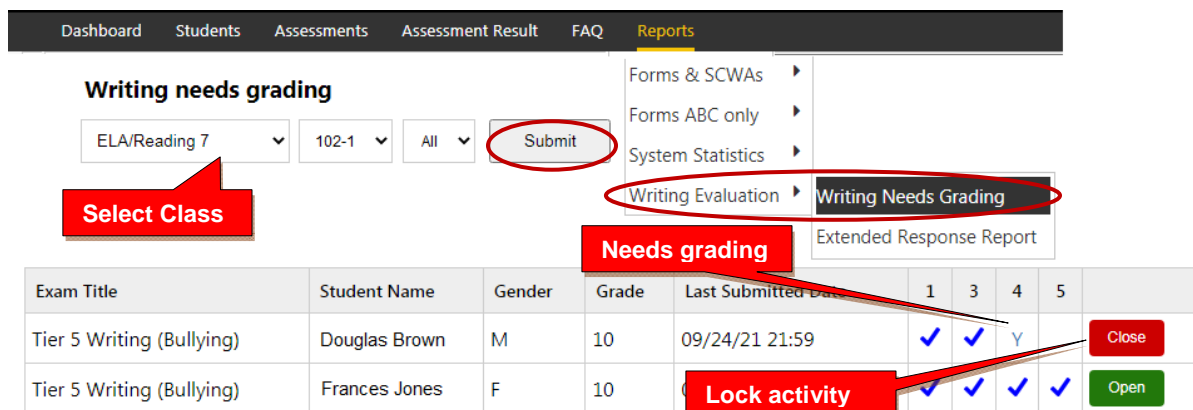 Dashboard Students Assessments Assessment Result FAQ Reports
Writing needs grading
ELA/Reading 7 102-1 All Submit
Select Class
Forms & SCWAs
Forms ABC only
System Statistics
Writing Evaluation Writing Needs Grading
Extended Response Report
Needs grading
Exam Title Student Name Gender Grade Last Submitted Date 1 3 4 5
Tier 5 Writing (Bullying) Douglas Brown M 10 09/24/21 21:59 Y Close
Tier 5 Writing (Bullying) Frances Jones F 10 Open
Lock activity